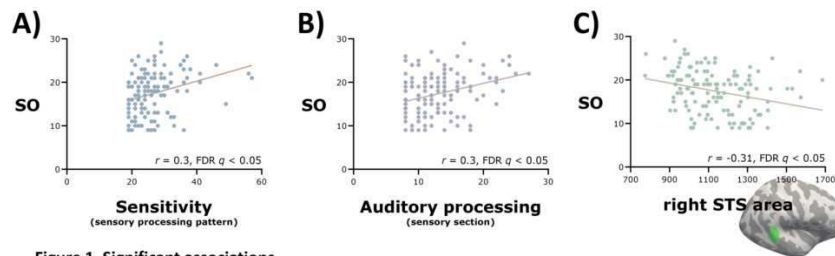 A)
30
20
10
0
SO
r = 0.3, FDR q < 0.05
0 20 40 60
Sensitivity
(sensory processing pattern)
B)
30
20
10
0
SO
r = 0.3, FDR q < 0.05
0 10 20 30
Auditory processing
(sensory section)
C)
30
20
10
0
SO
r = -0.31, FDR q < 0.05
700 900 1100 1300 1500 1700
right STS area
Figure 1. Significant associations